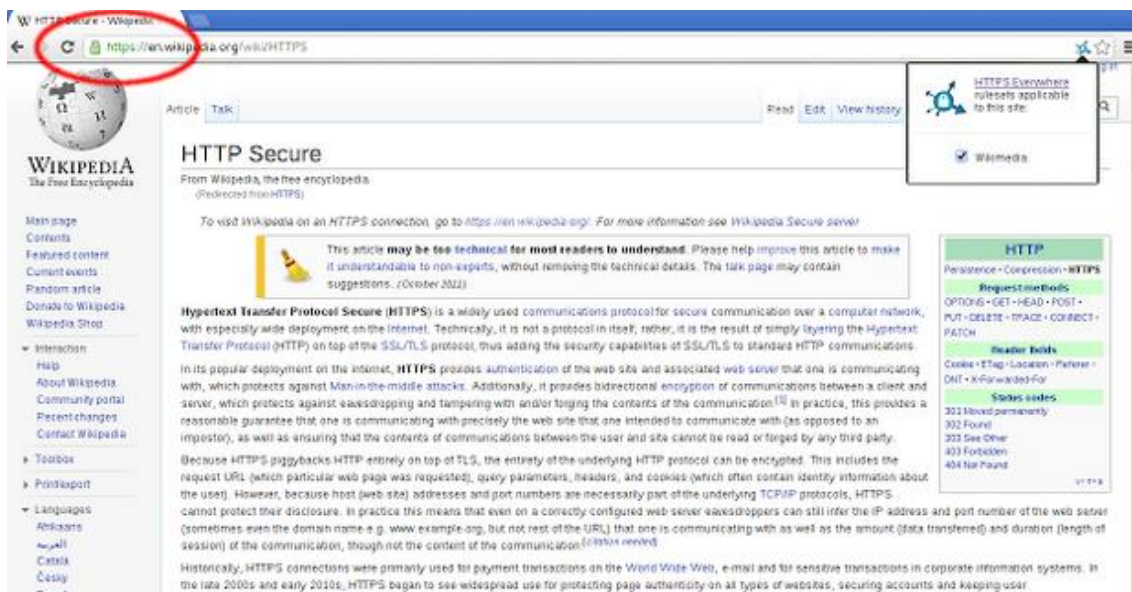 W HTTP Secure - Wikipedia
https://en.wikipedia.org/wiki/HTTPS
HTTPS Everywhere
rulesets applicable
to this site:
Wikimedia
WIKIPEDIA
The Free Encyclopedia
Main page
Contents
Featured content
Current events
Random article
Donate to Wikipedia
Wikipedia Shop
Interaction
Help
About Wikipedia
Community portal
Recent changes
Contact Wikipedia
Toolbox
Print/export
Languages
Afrikaans
العربية
Català
Česky
Article Talk
Read Edit View history
HTTP Secure
From Wikipedia, the free encyclopedia
(Redirected from HTTPS)
To visit Wikipedia on an HTTPS connection, go to https://en.wikipedia.org/. For more information see Wikipedia Secure server
This article may be too technical for most readers to understand. Please help improve this article to make
it understandable to non-experts, without removing the technical details. The talk page may contain
suggestions. (October 2011)
Hypertext Transfer Protocol Secure (HTTPS) is a widely used communications protocol for secure communication over a computer network,
with especially wide deployment on the Internet. Technically, it is not a protocol in itself; rather, it is the result of simply layering the Hypertext
Transfer Protocol (HTTP) on top of the SSL/TLS protocol, thus adding the security capabilities of SSL/TLS to standard HTTP communications.
In its popular deployment on the internet, HTTPS provides authentication of the web site and associated web server that one is communicating
with, which protects against Man-in-the-middle attacks. Additionally, it provides bidirectional encryption of communications between a client and
server, which protects against eavesdropping and tampering with and/or forging the contents of the communication.[1] In practice, this provides a
reasonable guarantee that one is communicating with precisely the web site that one intended to communicate with (as opposed to an
impostor), as well as ensuring that the contents of communications between the user and site cannot be read or forged by any third party.
Because HTTPS piggybacks HTTP entirely on top of TLS, the entirety of the underlying HTTP protocol can be encrypted. This includes the
request URL (which particular web page was requested), query parameters, headers, and cookies (which often contain identity information about
the user). However, because host (web site) addresses and port numbers are necessarily part of the underlying TCP/IP protocols, HTTPS
cannot protect their disclosure. In practice this means that even on a correctly configured web server eavesdroppers can still infer the IP address and port number of the web server
(sometimes even the domain name e.g. www.example.org, but not rest of the URL) that one is communicating with as well as the amount (data
transferred) and duration (length of
session) of the communication, though not the content of the communication.[citation needed]
Historically, HTTPS connections were primarily used for payment transactions on the World Wide Web, e-mail and for sensitive transactions in corporate information systems. In
the late 2000s and early 2010s, HTTPS began to see widespread use for protecting page authenticity on all types of websites, securing accounts and keeping user
HTTP
Persistence · Compression · HTTPS
Request methods
OPTIONS · GET · HEAD · POST ·
PUT · DELETE · TRACE · CONNECT ·
PATCH
Header fields
Cookie · ETag · Location · Referer ·
DNT · X-Forwarded-For
Status codes
301 Moved permanently
302 Found
303 See Other
403 Forbidden
404 Not Found
v · t · e